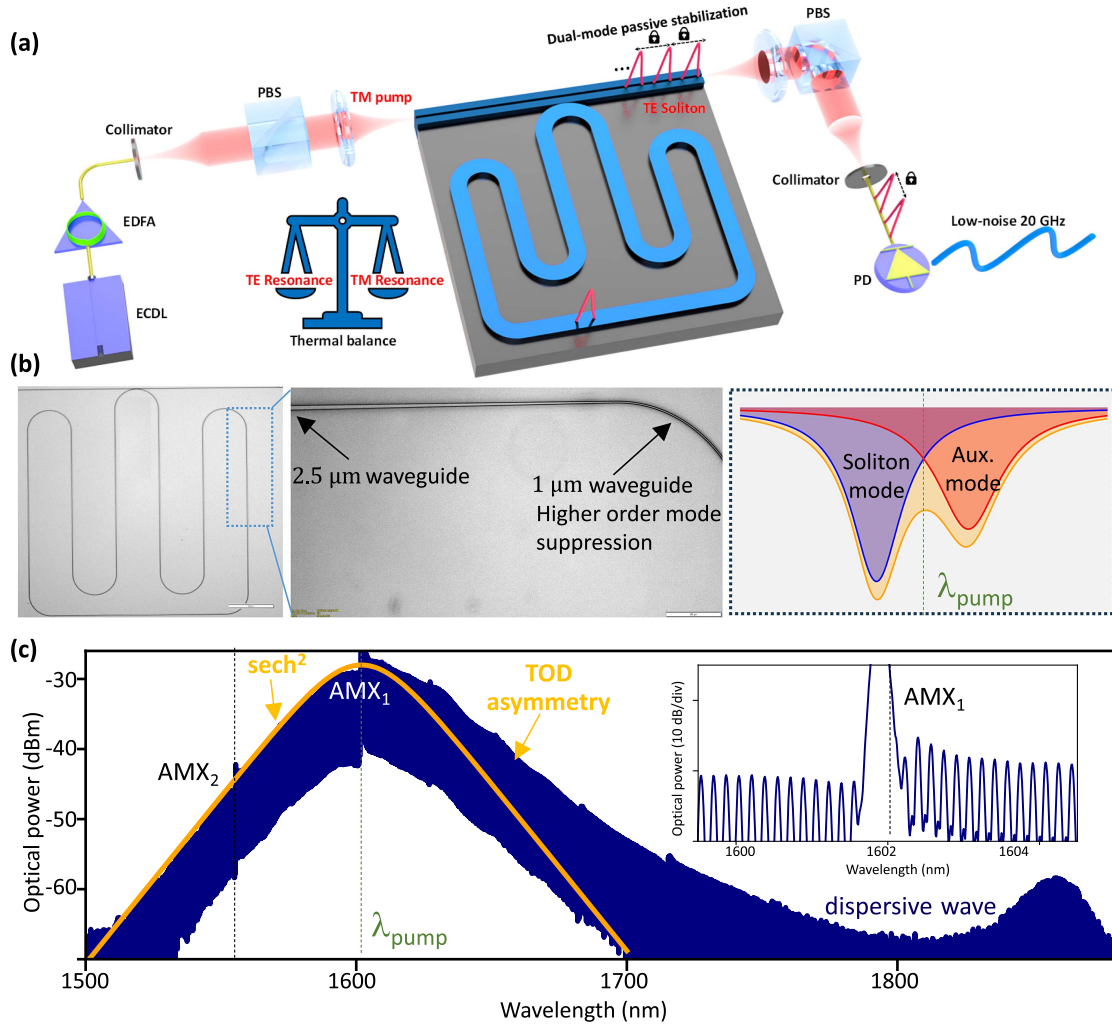 (a)
Dual-mode passive stabilization
PBS
PBS
TM pump
...
TE Soliton
Collimator
Collimator
EDFA
Low-noise 20 GHz
TE Resonance
TM Resonance
PD
ECDL
Thermal balance
(b)
2.5 μm waveguide
1 μm waveguide
Higher order mode
suppression
Soliton
mode
Aux.
mode
λpump
(c)
sech²
AMX₁
TOD
asymmetry
AMX₂
λpump
dispersive wave
Optical power (dBm)
-30
-40
-50
-60
1500
1600
1700
1800
Wavelength (nm)
AMX₁
Optical power (10 dB/div)
1600
1602
1604
Wavelength (nm)